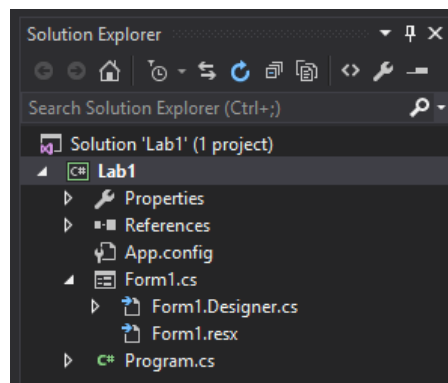 Solution Explorer
Search Solution Explorer (Ctrl+;)
Solution 'Lab1' (1 project)
C# Lab1
Properties
References
App.config
Form1.cs
Form1.Designer.cs
Form1.resx
C# Program.cs